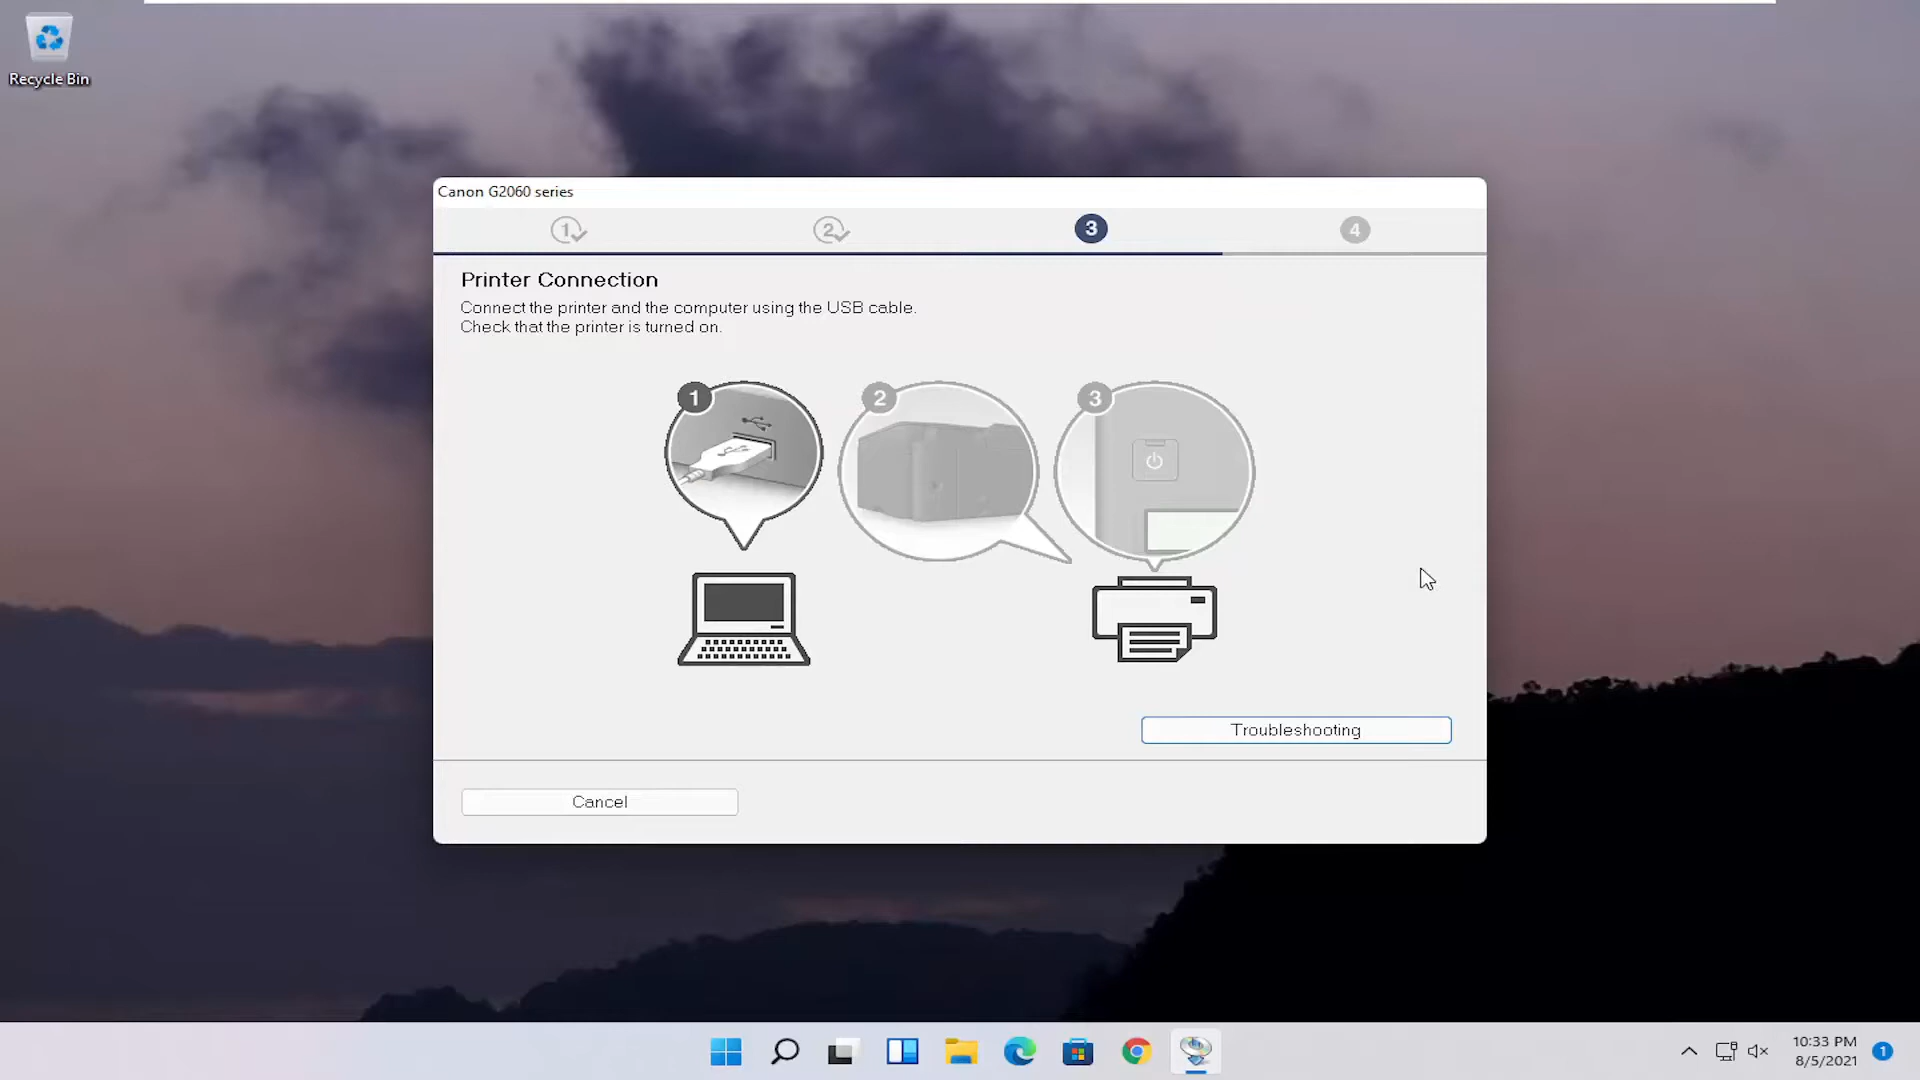 Recycle Bin
Canon G2060 series
1
2
3
4
Printer Connection
Connect the printer and the computer using the USB cable.
Check that the printer is turned on.
1
2
3
Troubleshooting
Cancel
10:33 PM
8/5/2021
1